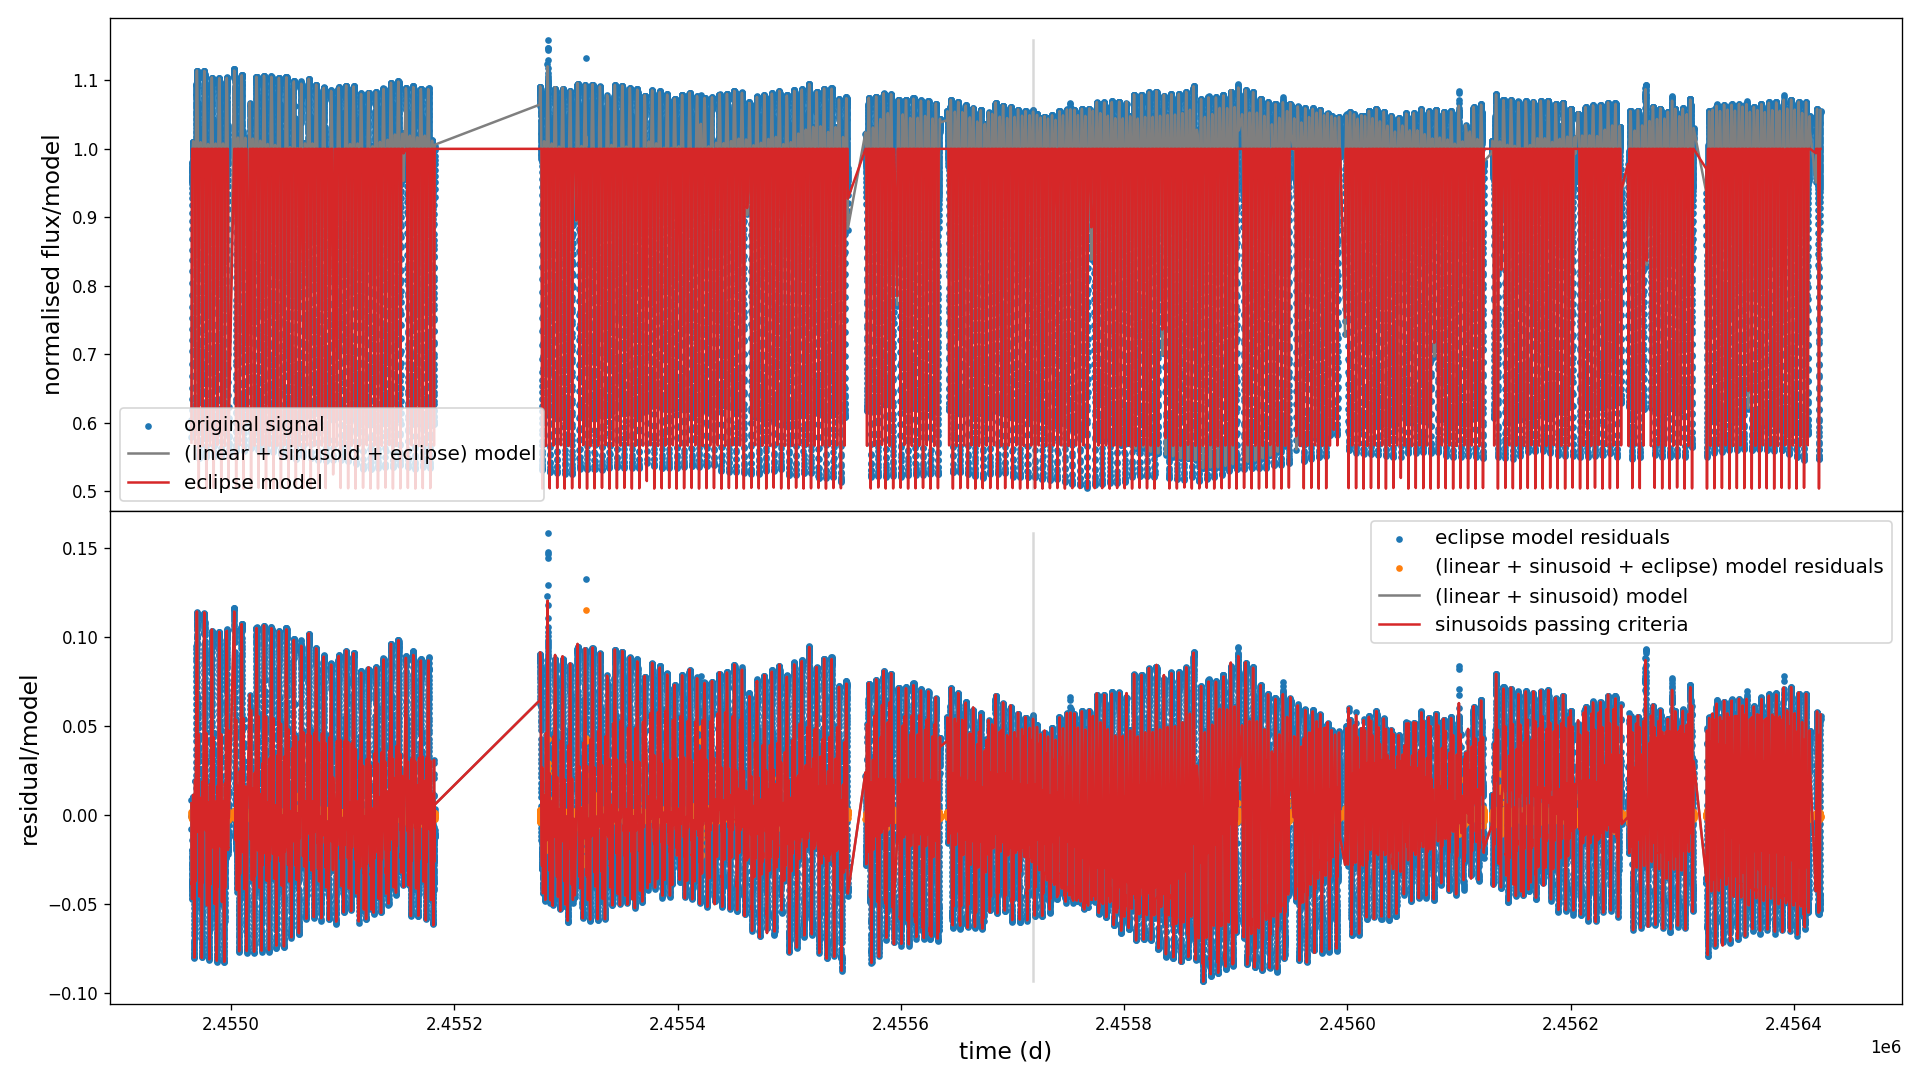 normalised flux/model
1.1
1.0
0.9
0.8
0.7
0.6
0.5
original signal
(linear + sinusoid + eclipse) model
eclipse model
residual/model
0.15
0.10
0.05
0.00
−0.05
−0.10
eclipse model residuals
(linear + sinusoid + eclipse) model residuals
(linear + sinusoid) model
sinusoids passing criteria
2.4550 2.4552 2.4554 2.4556 2.4558 2.4560 2.4562 2.4564
time (d)
1e6